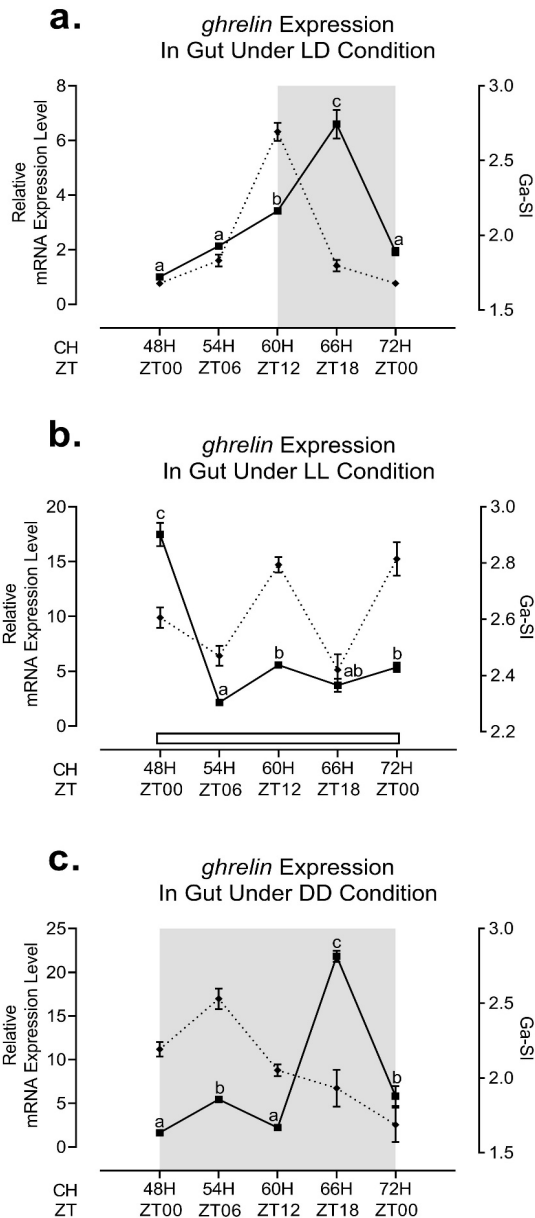 a.
ghrelin Expression
In Gut Under LD Condition
Relative
mRNA Expression Level
8
6
4
2
0
3.0
2.5
2.0
1.5
Ga-SI
a
a
b
c
a
CH 48H 54H 60H 66H 72H
ZT ZT00 ZT06 ZT12 ZT18 ZT00
b.
ghrelin Expression
In Gut Under LL Condition
Relative
mRNA Expression Level
20
15
10
5
0
3.0
2.8
2.6
2.4
2.2
Ga-SI
c
a
b
ab
b
CH 48H 54H 60H 66H 72H
ZT ZT00 ZT06 ZT12 ZT18 ZT00
c.
ghrelin Expression
In Gut Under DD Condition
Relative
mRNA Expression Level
25
20
15
10
5
0
3.0
2.5
2.0
1.5
Ga-SI
a
b
a
c
b
CH 48H 54H 60H 66H 72H
ZT ZT00 ZT06 ZT12 ZT18 ZT00